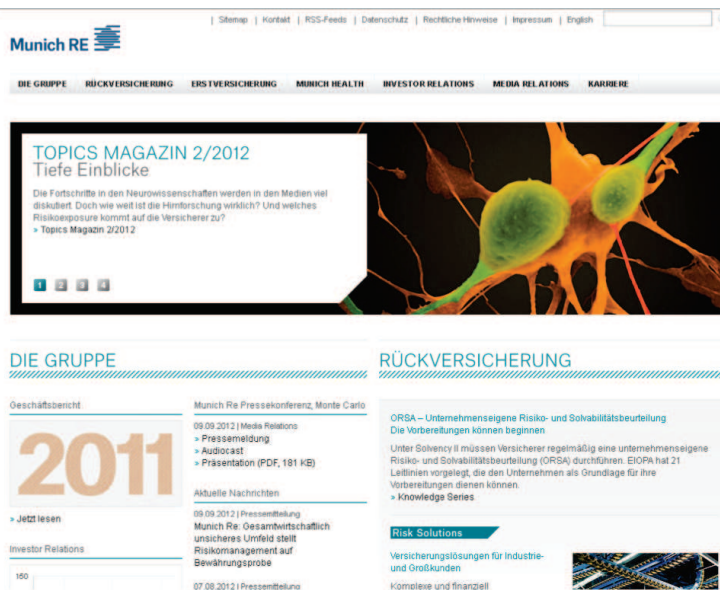 | Sitemap | Kontakt | RSS-Feeds | Datenschutz | Rechtliche Hinweise | Impressum | English
Munich RE
DIE GRUPPE RÜCKVERSICHERUNG ERSTVERSICHERUNG MUNICH HEALTH INVESTOR RELATIONS MEDIA RELATIONS KARRIERE
TOPICS MAGAZIN 2/2012
Tiefe Einblicke
Die Fortschritte in den Neurowissenschaften werden in den Medien viel
diskutiert. Doch wie weit ist die Hirnforschung wirklich? Und welches
Risikoexposure kommt auf die Versicherer zu?
» Topics Magazin 2/2012
1 2 3 4
DIE GRUPPE
Geschäftsbericht
2011
» Jetzt lesen
Investor Relations
150
Munich Re Pressekonferenz, Monte Carlo
09.09.2012 | Media Relations
» Pressemeldung
» Audiocast
» Präsentation (PDF, 181 KB)
Aktuelle Nachrichten
09.09.2012 | Pressemitteilung
Munich Re: Gesamtwirtschaftlich
unsicheres Umfeld stellt
Risikomanagement auf
Bewährungsprobe
07.08.2012 | Pressemitteilung
RÜCKVERSICHERUNG
ORSA – Unternehmenseigene Risiko- und Solvabilitätsbeurteilung
Die Vorbereitungen können beginnen
Unter Solvency II müssen Versicherer regelmäßig eine unternehmenseigene
Risiko- und Solvabilitätsbeurteilung (ORSA) durchführen. EIOPA hat 21
Leitlinien vorgelegt, die den Unternehmen als Grundlage für ihre
Vorbereitungen dienen können.
» Knowledge Series
Risk Solutions
Versicherungslösungen für Industrie-
und Großkunden
Komplexe und finanziell